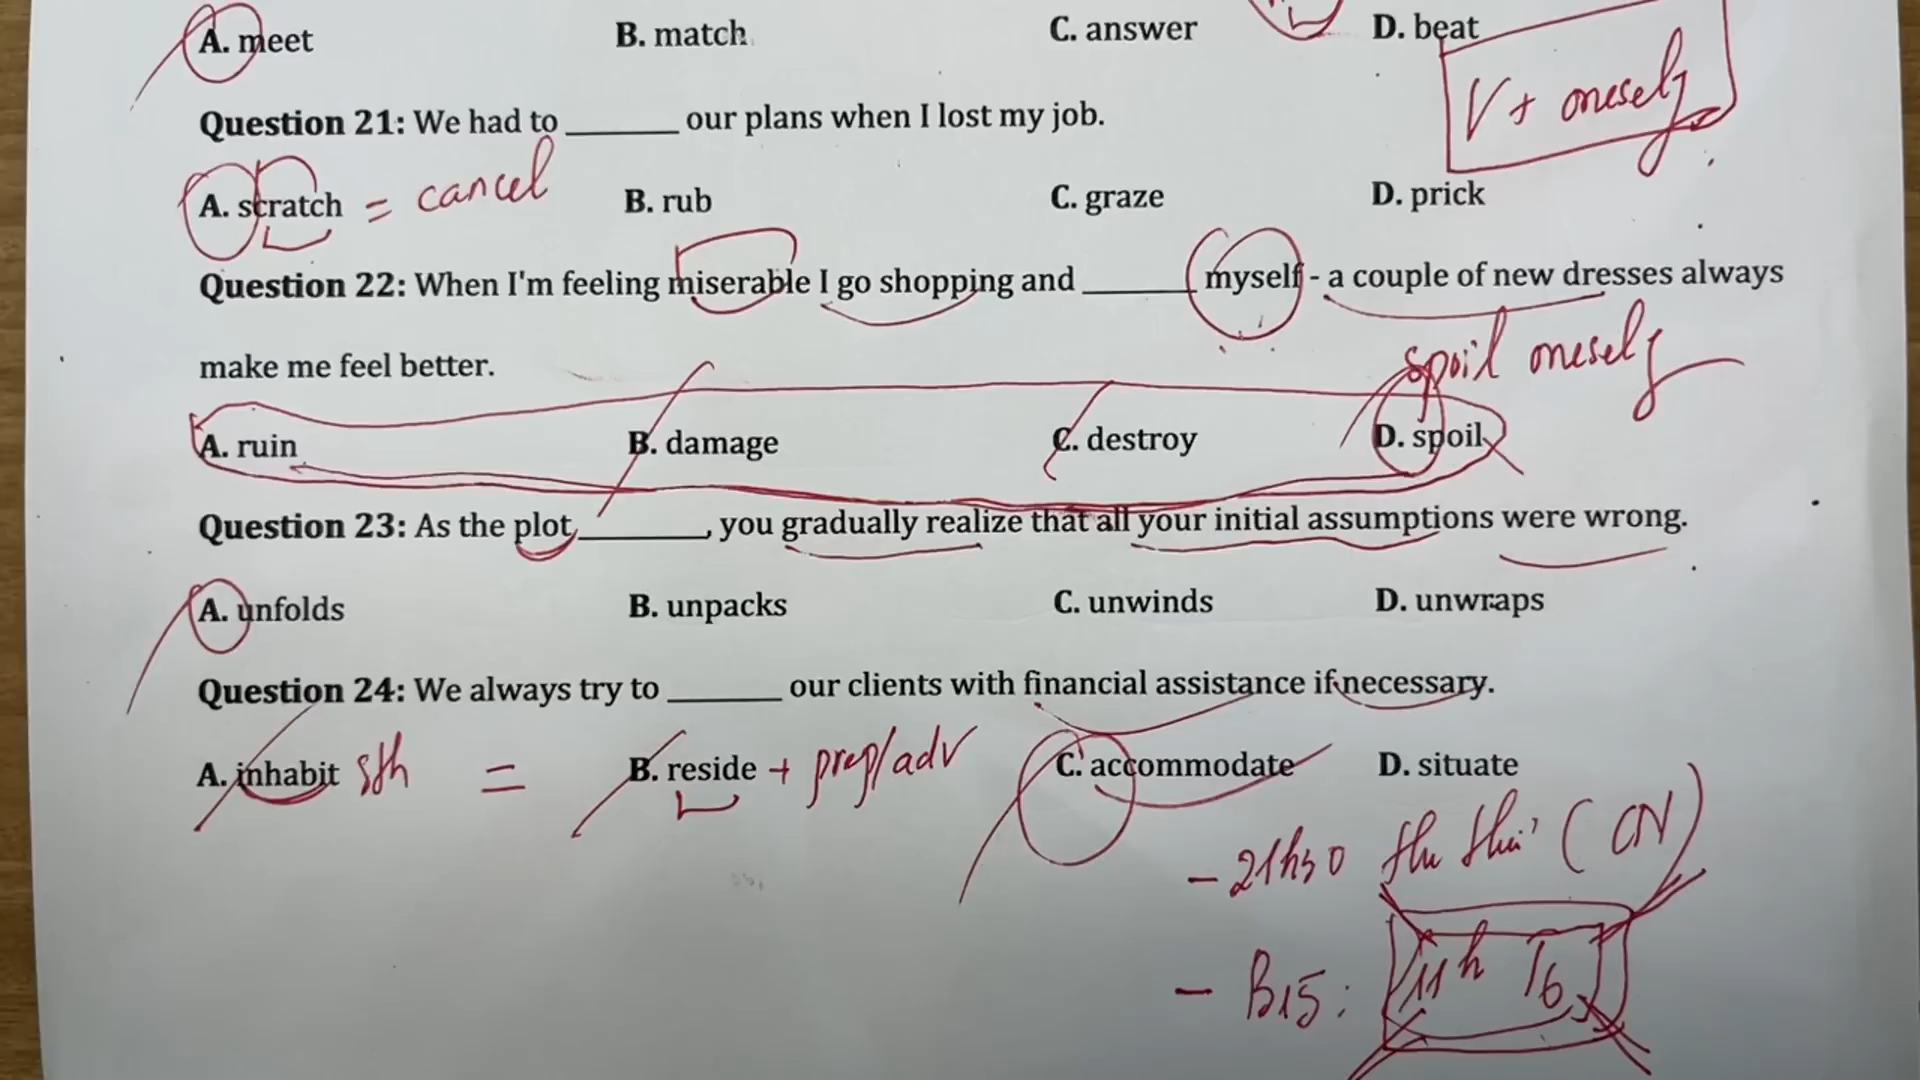 A. meet B. match C. answer D. beat
V + oneself
Question 21: We had to _______ our plans when I lost my job.
A. scratch = cancel B. rub C. graze D. prick
Question 22: When I'm feeling miserable I go shopping and _______ myself - a couple of new dresses always
make me feel better.
spoil oneself
A. ruin B. damage C. destroy D. spoil
Question 23: As the plot ________, you gradually realize that all your initial assumptions were wrong.
A. unfolds B. unpacks C. unwinds D. unwraps
Question 24: We always try to _______ our clients with financial assistance if necessary.
A. inhabit sth = B. reside + prep/adv C. accommodate D. situate
- 21h30 thi thử (CN)
- B15: 11h T6